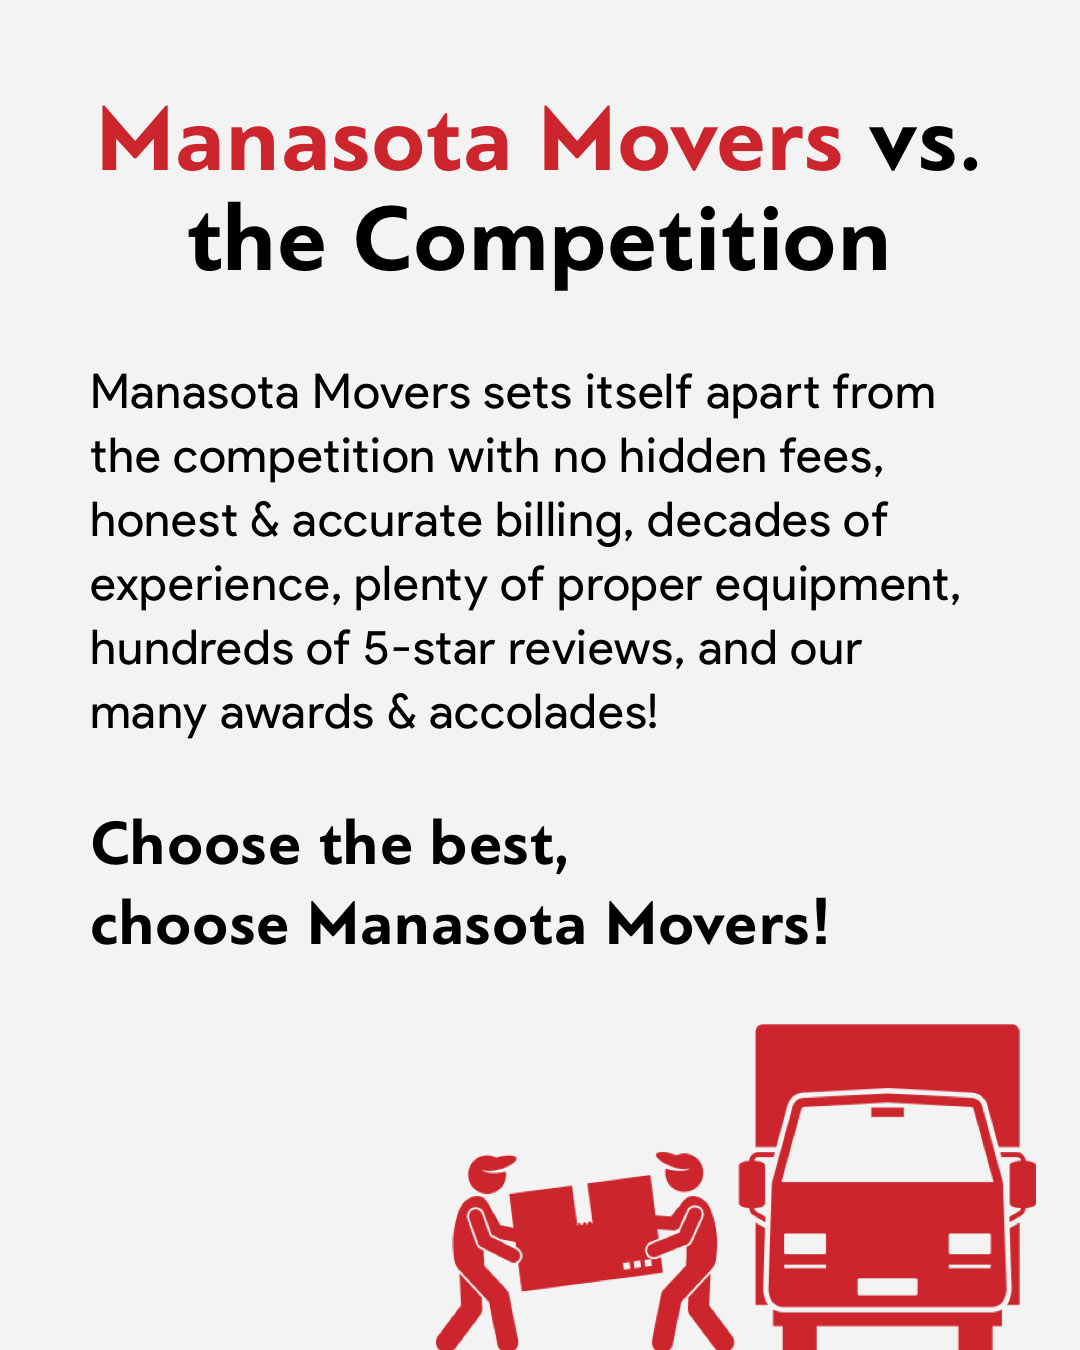 Manasota Movers vs.
the Competition
Manasota Movers sets itself apart from
the competition with no hidden fees,
honest & accurate billing, decades of
experience, plenty of proper equipment,
hundreds of 5-star reviews, and our
many awards & accolades!
Choose the best,
choose Manasota Movers!